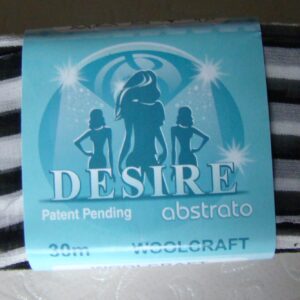 DESIRE
Patent Pending abstrato
30m WOOLCRAFT